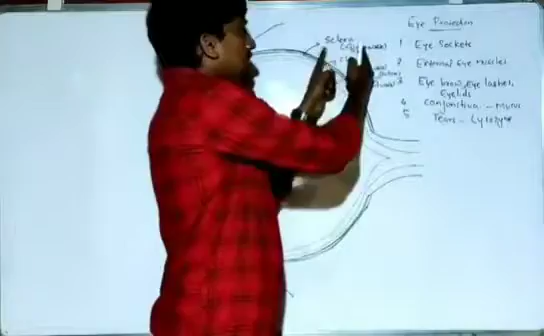 Eye Protection
Sclera
1 Eye Sockets
2 External Eye muscles
3 Eye brow, Eye lashes,
Eyelids
4 Conjunctiva - Mucus
5 Tears - Lysozyme